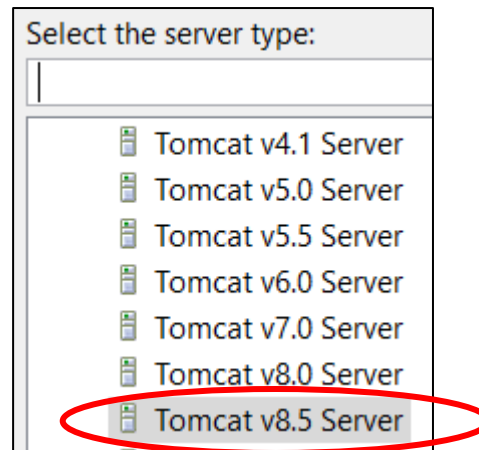 Select the server type:
Tomcat v4.1 Server
Tomcat v5.0 Server
Tomcat v5.5 Server
Tomcat v6.0 Server
Tomcat v7.0 Server
Tomcat v8.0 Server
Tomcat v8.5 Server